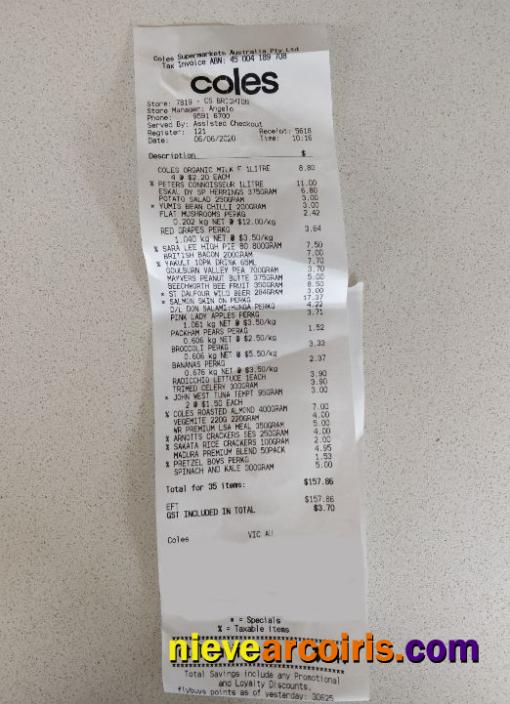 Coles Supermarkets Australia Pty Ltd
Tax Invoice ABN: 45 004 189 708
coles
Store: 7819 - CS BRIGHTON
Store Manager: Angelo
Phone: 9591 6700
Served By: Assisted Checkout
Register: 121 Receipt: 5618
Date: 06/06/2020 Time: 10:16
Description $
COLES ORGANIC MILK F 1LITRE 8.80
4 @ $2.20 EACH
% PETERS CONNOISSEUR 1LITRE 11.00
ESKAL DY SP HERRINGS 375GRAM 6.80
POTATO SALAD 250GRAM 3.00
* YUMIS BEAN CHILLI 200GRAM 3.00
FLAT MUSHROOMS PERKG 2.42
0.202 kg NET @ $12.00/kg
RED GRAPES PERKG 3.64
1.040 kg NET @ $3.50/kg
% SARA LEE HIGH PIE BD 800GRAM 7.50
BRITISH BACON 200GRAM 7.00
% YAKULT 10PK DRINK 65ML 7.70
GOULBURN VALLEY PEA 700GRAM 3.70
MAYVERS PEANUT BUTTE 375GRAM 5.00
BEECHWORTH BEE FRUIT 350GRAM 8.50
* ST DALFOUR WILD BEER 284GRAM 3.00
* SALMON SKIN ON PERKG 17.37
D/L DON SALAMI:HUNGA PERKG 4.22
PINK LADY APPLES PERKG 3.71
1.061 kg NET @ $3.50/kg
PACKHAM PEARS PERKG 1.52
0.606 kg NET @ $2.50/kg
BROCCOLI PERKG 3.33
0.606 kg NET @ $5.50/kg
BANANAS PERKG 2.37
0.676 kg NET @ $3.50/kg
RADICCHIO LETTUCE 1EACH 3.90
TRIMED CELERY 300GRAM 3.90
* JOHN WEST TUNA TEMPT 95GRAM 3.00
2 @ $1.50 EACH
% COLES ROASTED ALMOND 400GRAM 7.00
VEGEMITE 220G 220GRAM 4.00
WR PREMIUM LSA MEAL 350GRAM 5.00
% ARNOTTS CRACKERS SES 250GRAM 4.00
% SAKATA RICE CRACKERS 100GRAM 2.00
MADURA PREMIUM BLEND 50PACK 4.95
% PRETZEL BOWS PERKG 1.53
SPINACH AND KALE 300GRAM 5.00
Total for 35 items: $157.86
EFT $157.86
GST INCLUDED IN TOTAL $3.70
Coles VIC AU
* = Specials
% = Taxable items
nievearcoiris.com
Total Savings include any Promotional
and Loyalty Discounts.
flybuys points as of yesterday: 30625